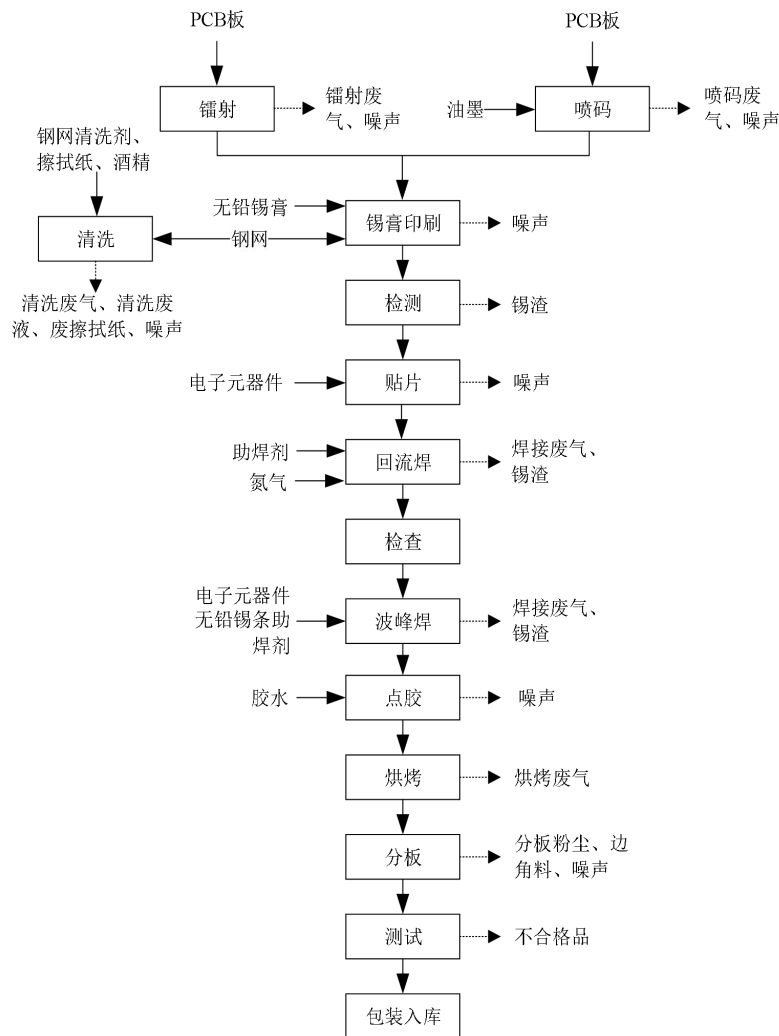 PCB板
PCB板
镭射
镭射废
气、噪声
油墨
喷码
喷码废
气、噪声
钢网清洗剂、
擦拭纸、酒精
无铅锡膏
锡膏印刷
噪声
清洗
钢网
清洗废气、清洗废
液、废擦拭纸、噪声
检测
锡渣
电子元器件
贴片
噪声
助焊剂
氮气
回流焊
焊接废气、
锡渣
检查
电子元器件
无铅锡条助
焊剂
波峰焊
焊接废气、
锡渣
胶水
点胶
噪声
烘烤
烘烤废气
分板
分板粉尘、边
角料、噪声
测试
不合格品
包装入库